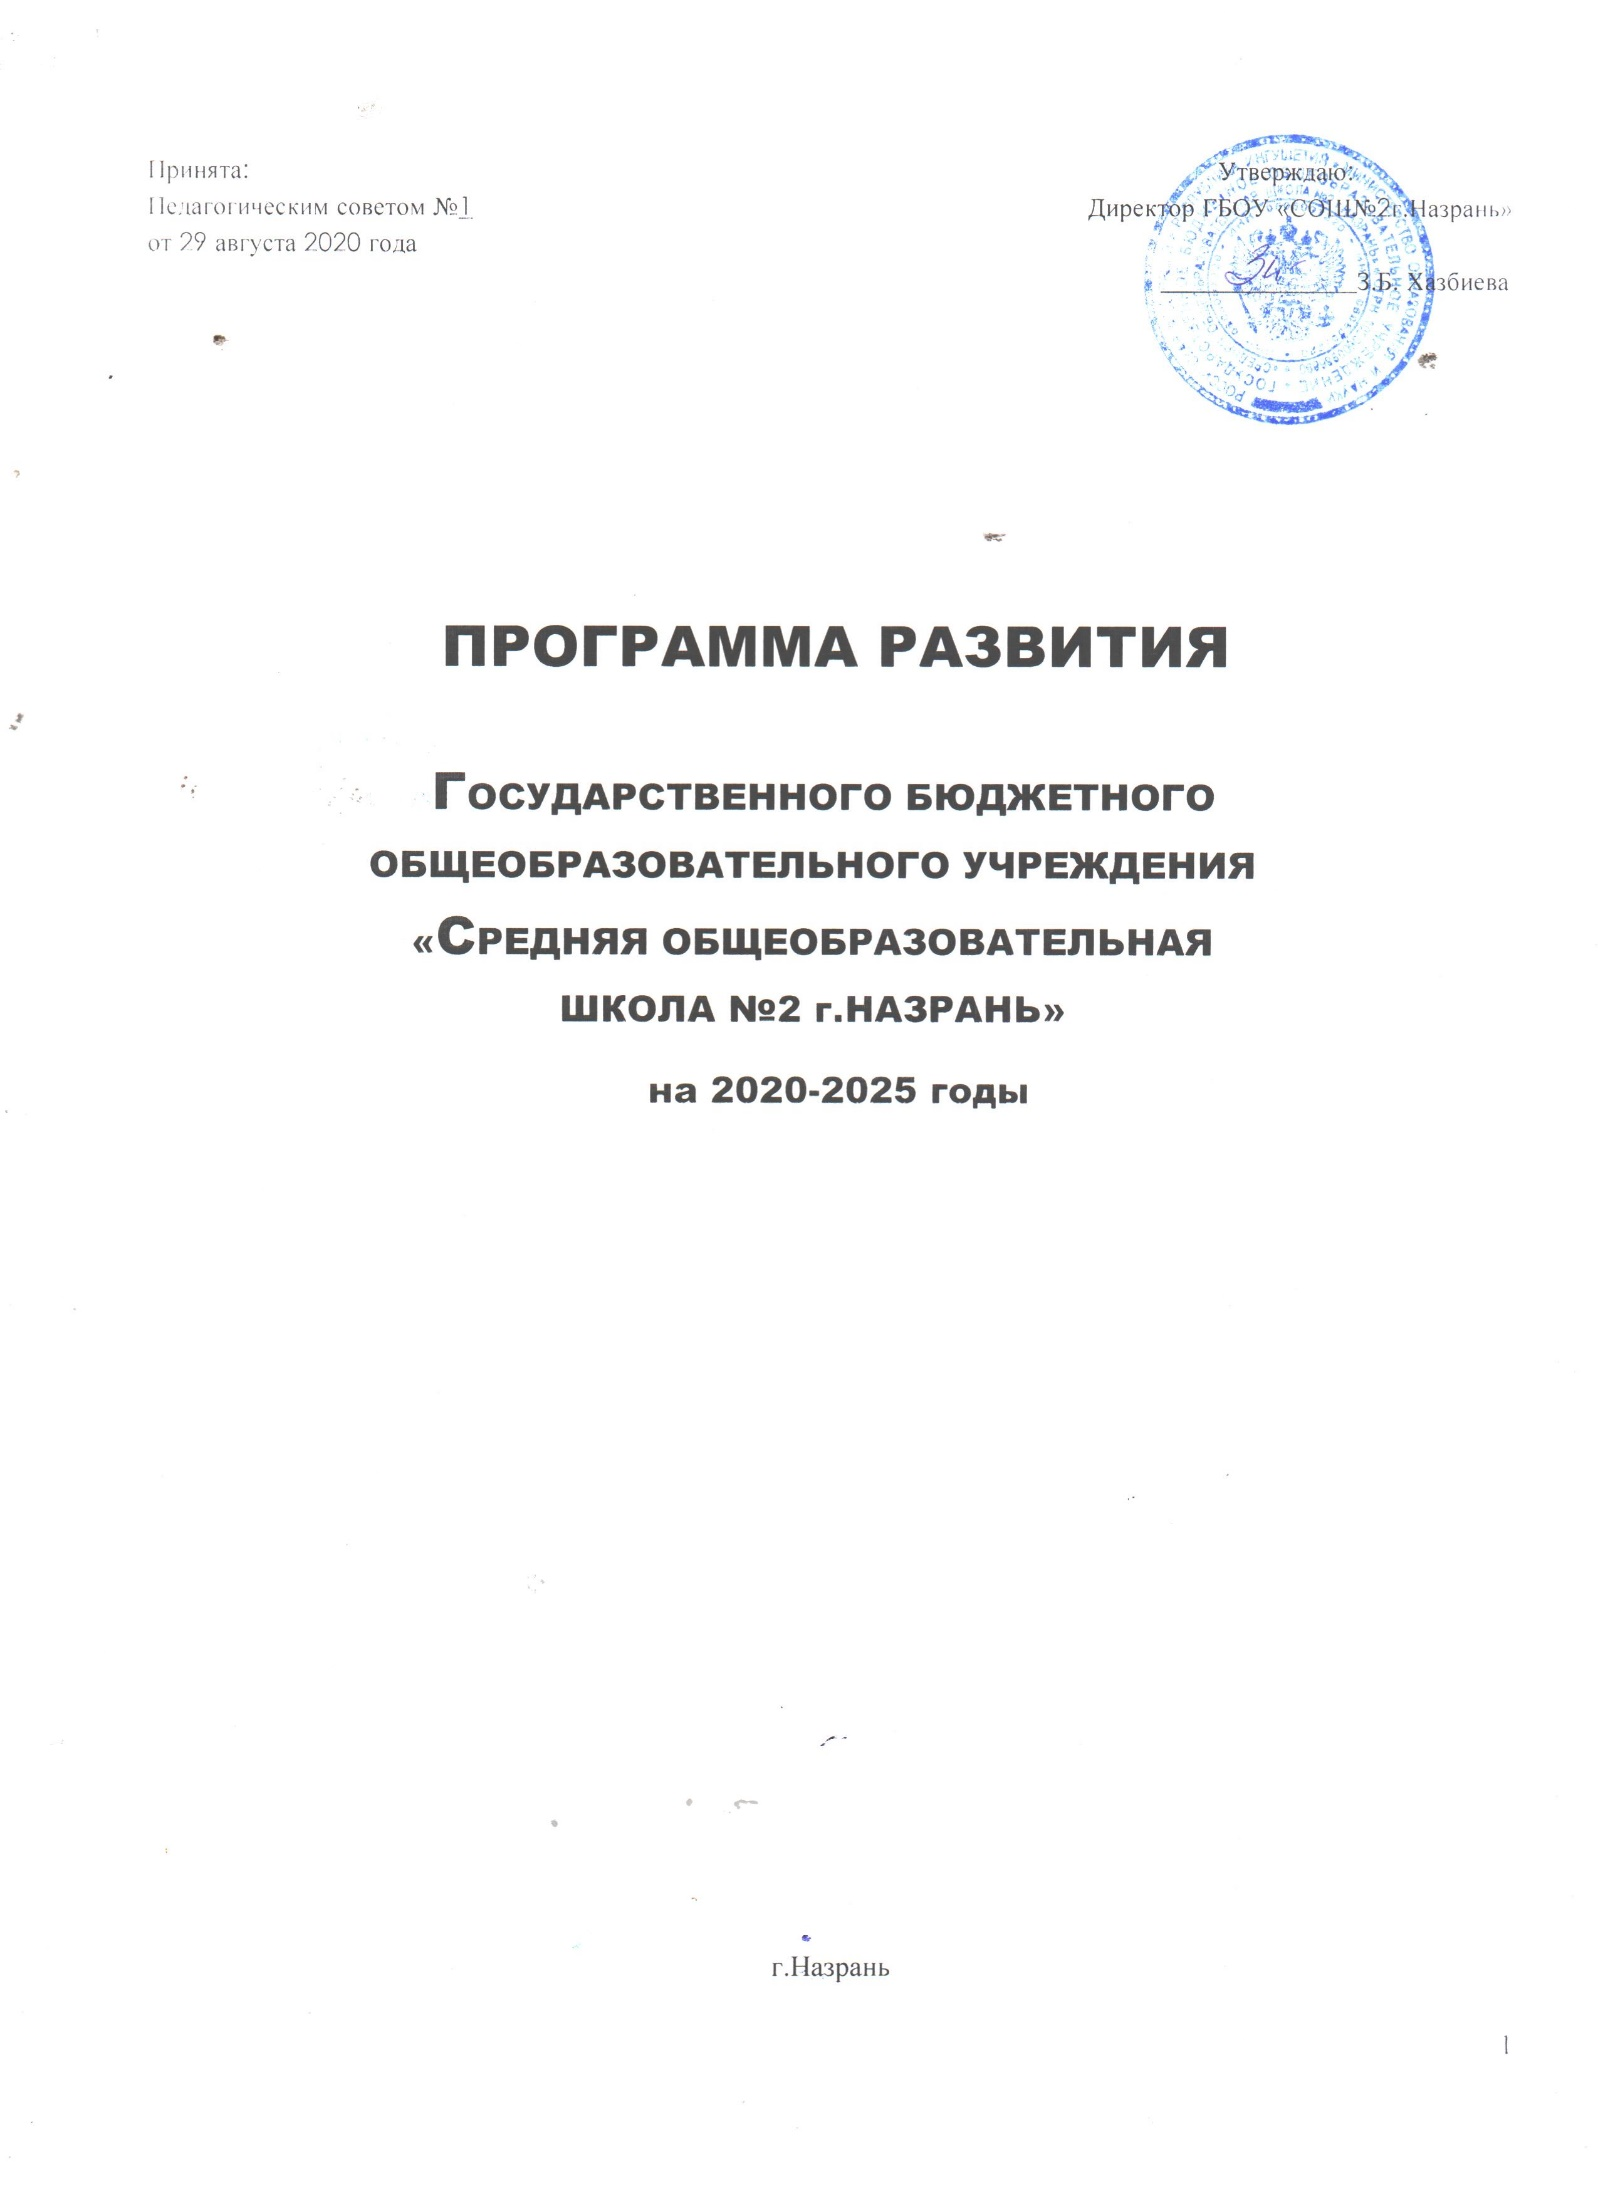 Принята:
Педагогическим советом №1
от 29 августа 2020 года
Утверждаю:
Директор ГБОУ «СОШ№2г.Назрань»
З.Б. Хазбиева
ПРОГРАММА РАЗВИТИЯ
ГОСУДАРСТВЕННОГО БЮДЖЕТНОГО
ОБЩЕОБРАЗОВАТЕЛЬНОГО УЧРЕЖДЕНИЯ
«СРЕДНЯЯ ОБЩЕОБРАЗОВАТЕЛЬНАЯ
ШКОЛА №2 г.НАЗРАНЬ»
на 2020-2025 годы
г.Назрань
1